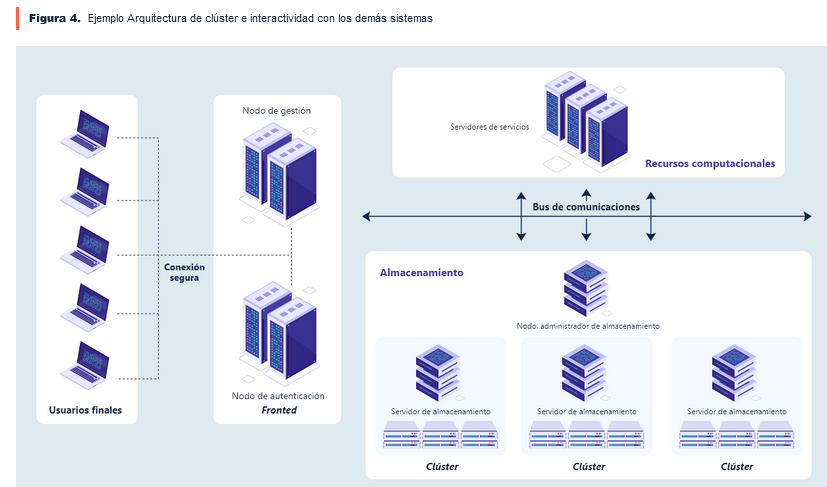 Figura 4. Ejemplo Arquitectura de clúster e interactividad con los demás sistemas
Usuarios finales
Conexión
segura
Nodo de gestión
Nodo de autenticación
Fronted
Servidores de servicios
Recursos computacionales
Bus de comunicaciones
Almacenamiento
Nodo. administrador de almacenamiento
Servidor de almacenamiento
Servidor de almacenamiento
Servidor de almacenamiento
Clúster
Clúster
Clúster